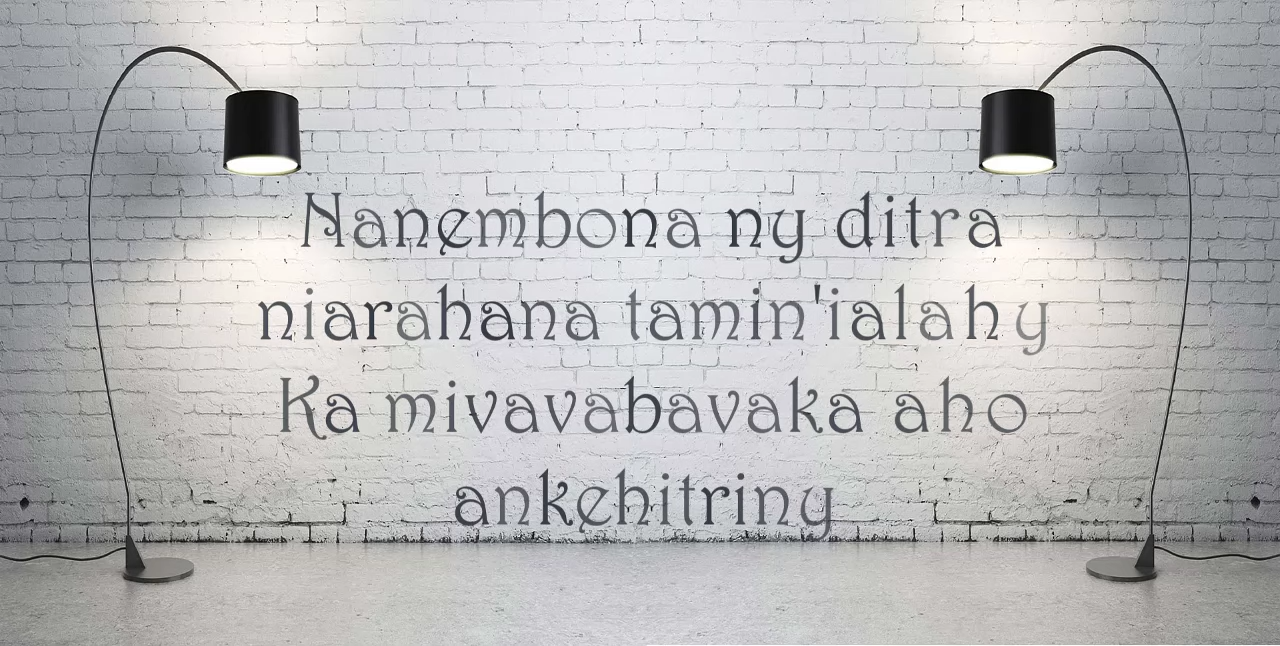 Nanembona ny ditra
niarahana tamin'ialahy
Ka mivavabavaka aho
ankehitriny